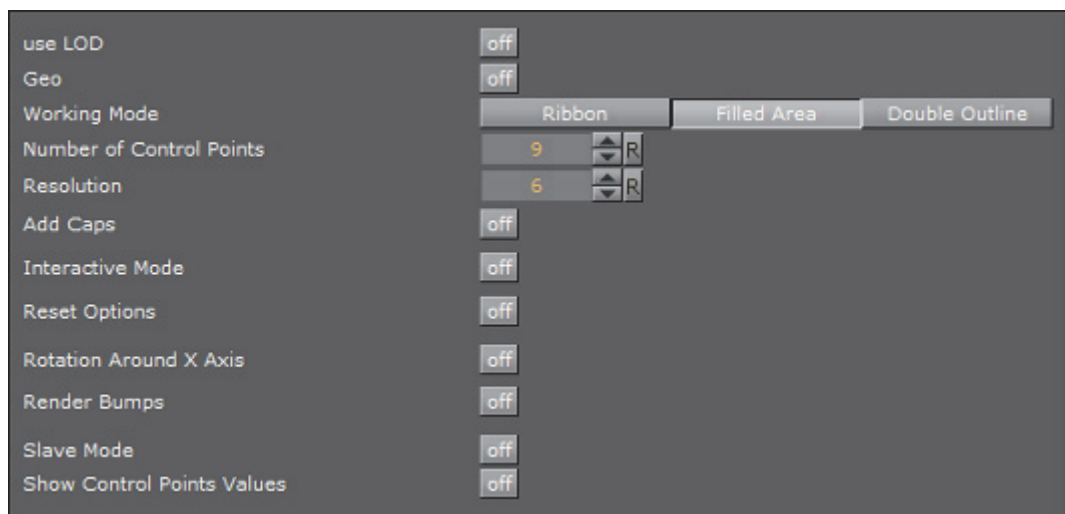 use LOD off
Geo off
Working Mode Ribbon Filled Area Double Outline
Number of Control Points 9 R
Resolution 6 R
Add Caps off
Interactive Mode off
Reset Options off
Rotation Around X Axis off
Render Bumps off
Slave Mode off
Show Control Points Values off